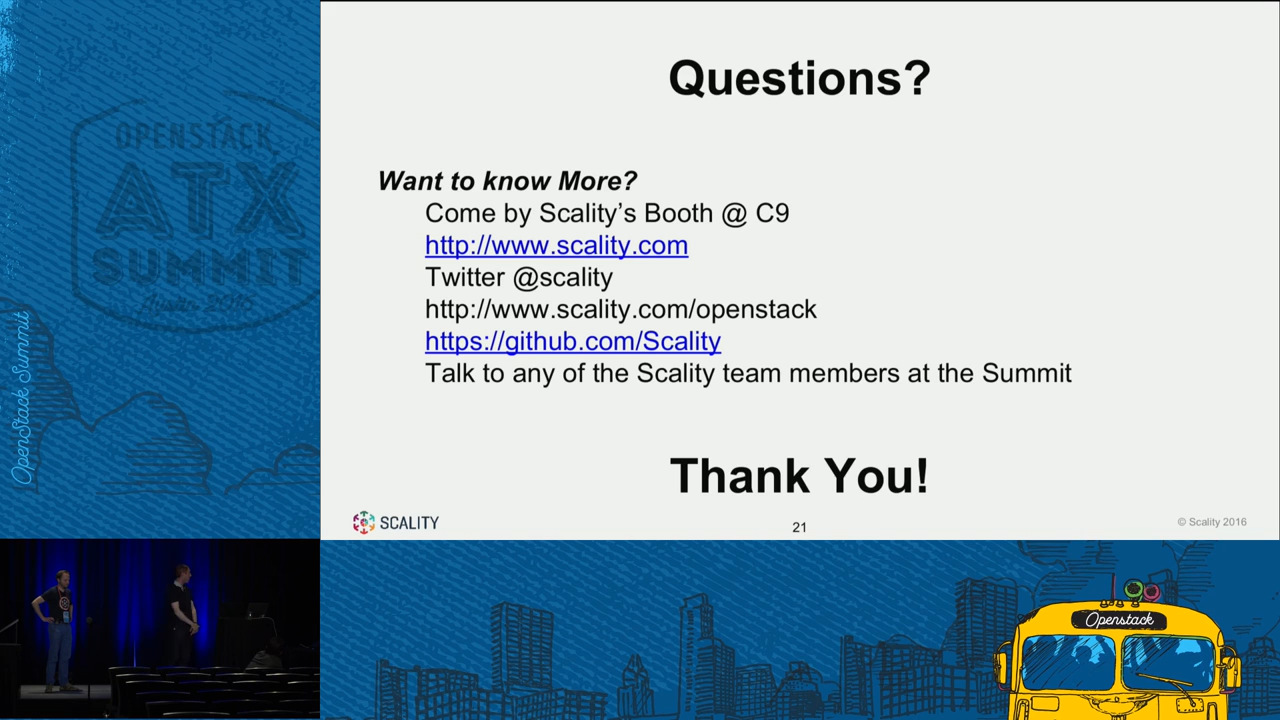 OPENSTACK
ATX
SUMMIT
Austin 2016
OpenStack Summit
Questions?
Want to know More?
Come by Scality’s Booth @ C9
http://www.scality.com
Twitter @scality
http://www.scality.com/openstack
https://github.com/Scality
Talk to any of the Scality team members at the Summit
Thank You!
SCALITY
21
© Scality 2016
Openstack